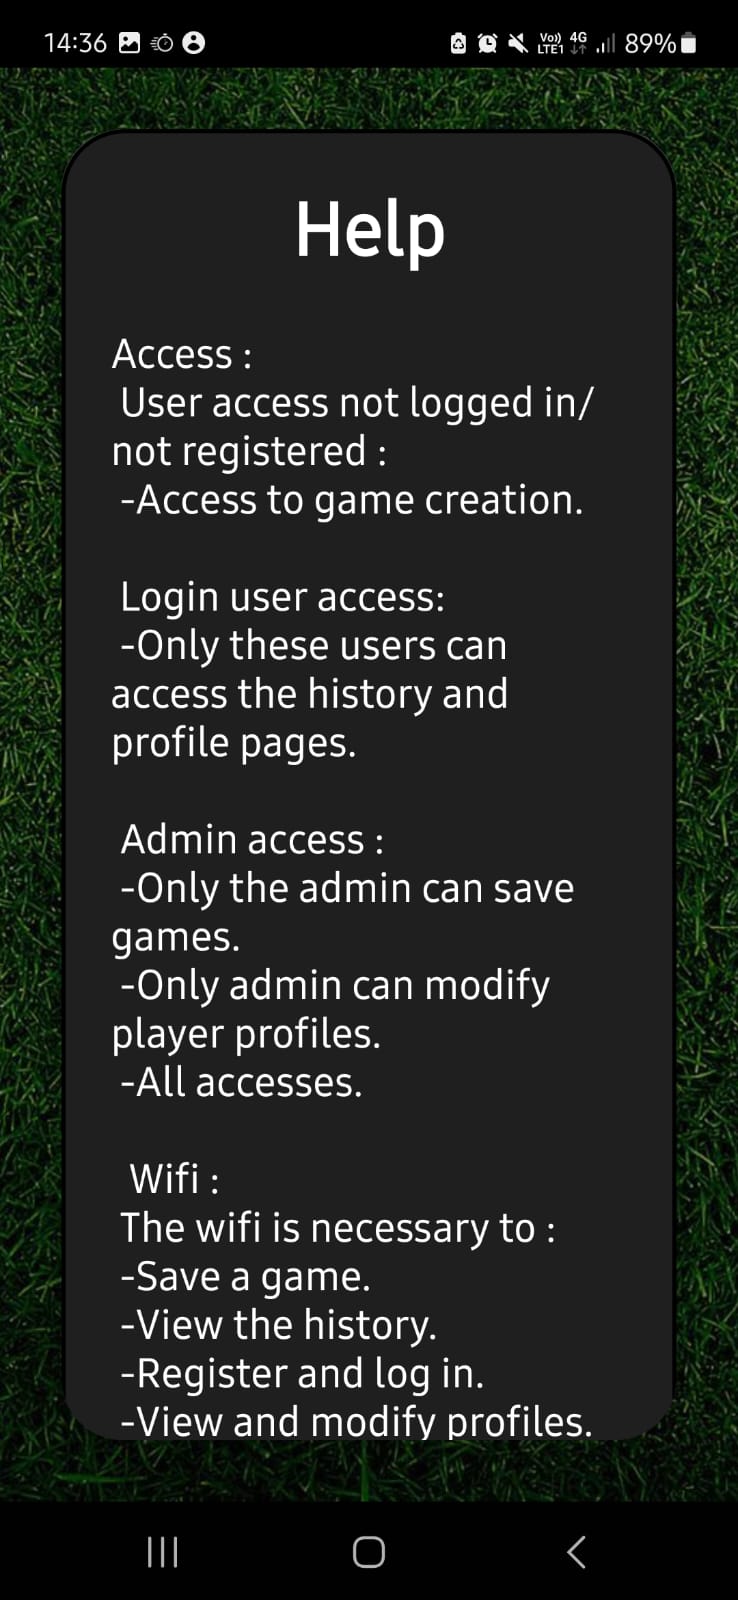 14:36
Vo))
LTE1
4G
89%
Help
Access :
User access not logged in/
not registered :
-Access to game creation.
Login user access:
-Only these users can
access the history and
profile pages.
Admin access :
-Only the admin can save
games.
-Only admin can modify
player profiles.
-All accesses.
Wifi :
The wifi is necessary to :
-Save a game.
-View the history.
-Register and log in.
-View and modify profiles.